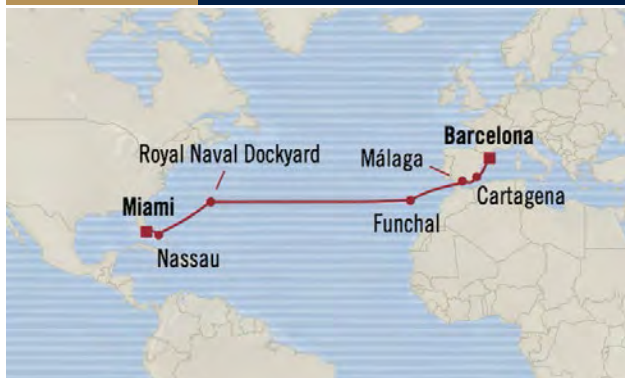 Barcelona
Royal Naval Dockyard
Málaga
Cartagena
Miami
Funchal
Nassau